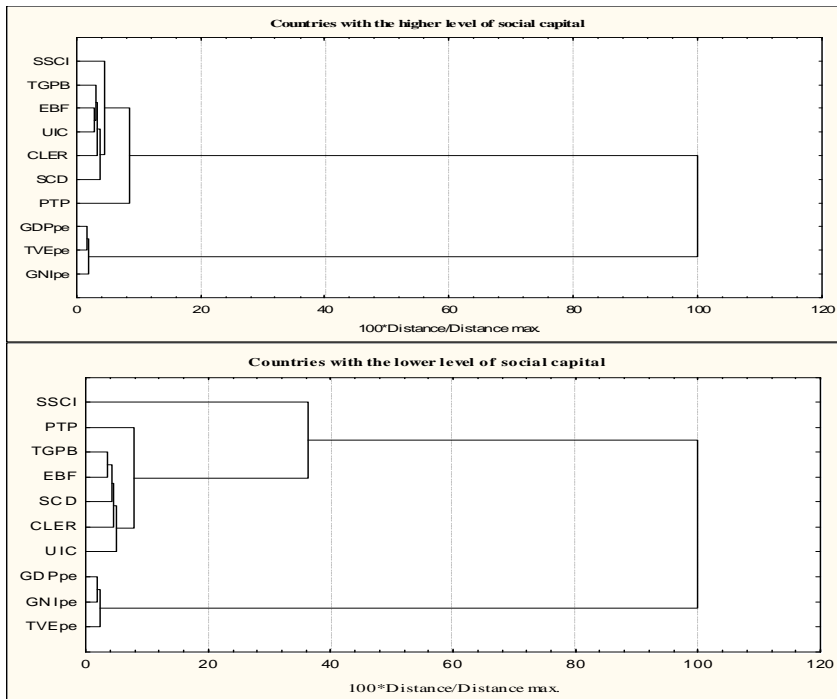 Countries with the higher level of social capital
SSCI
TGPB
EBF
UIC
CLER
SCD
PTP
GDPpe
TVEpe
GNIpe
0 20 40 60 80 100 120
100*Distance/Distance max.
Countries with the lower level of social capital
SSCI
PTP
TGPB
EBF
SCD
CLER
UIC
GDPpe
GNIpe
TVEpe
0 20 40 60 80 100 120
100*Distance/Distance max.